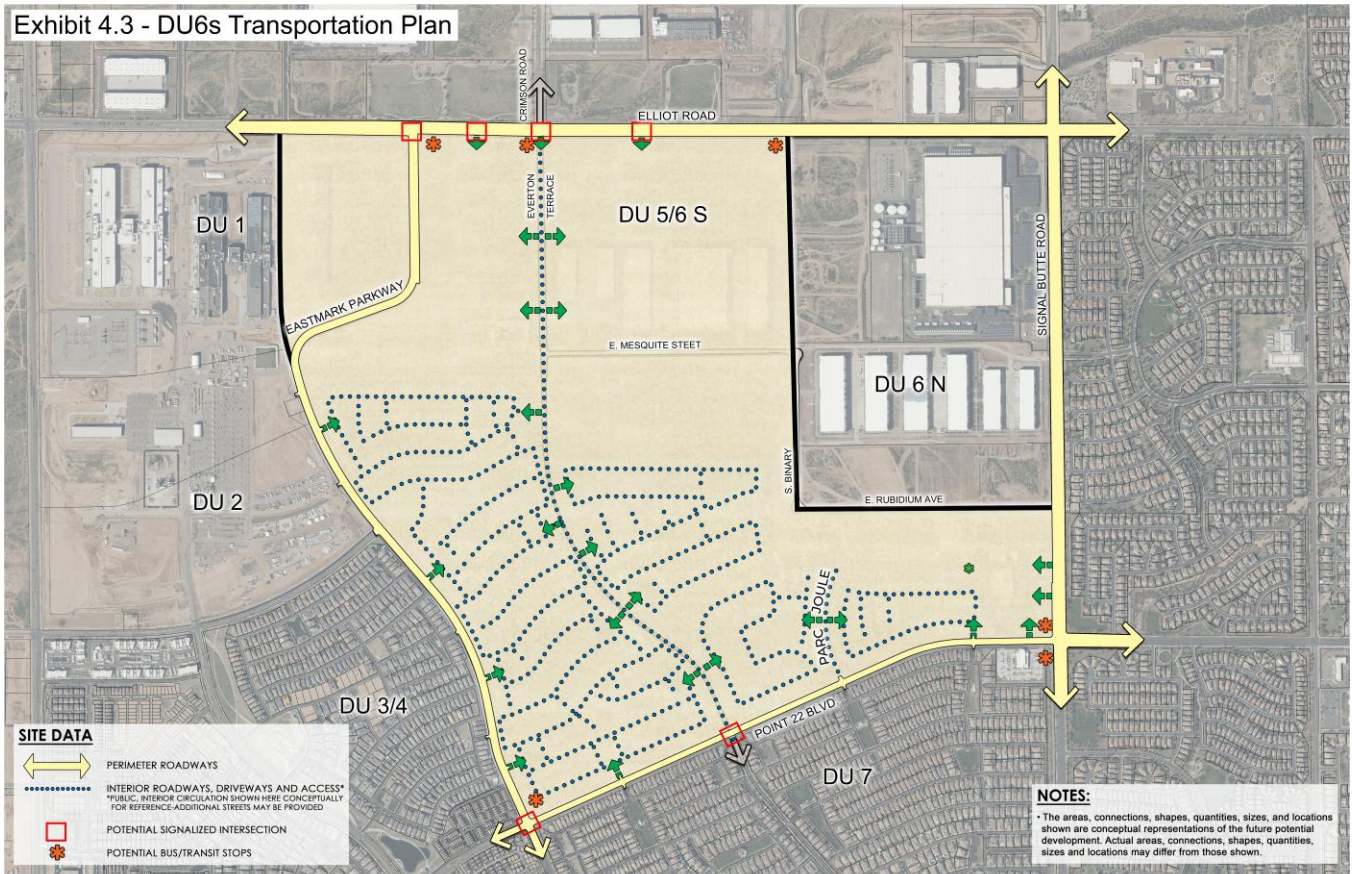 Exhibit 4.3 - DU6s Transportation Plan
CRIMSON ROAD
ELLIOT ROAD
DU 1
EVERTON
TERRACE
DU 5/6 S
SIGNAL BUTTE ROAD
EASTMARK PARKWAY
E. MESQUITE STEET
DU 6 N
S. BINARY
E. RUBIDIUM AVE
DU 2
PARC JOULE
DU 3/4
POINT 22 BLVD.
DU 7
SITE DATA
PERIMETER ROADWAYS
INTERIOR ROADWAYS, DRIVEWAYS AND ACCESS*
*PUBLIC, INTERIOR CIRCULATION SHOWN HERE CONCEPTUALLY
FOR REFERENCE-ADDITIONAL STREETS MAY BE PROVIDED
POTENTIAL SIGNALIZED INTERSECTION
POTENTIAL BUS/TRANSIT STOPS
NOTES:
• The areas, connections, shapes, quantities, sizes, and locations
shown are conceptual representations of the future potential
development. Actual areas, connections, shapes, quantities,
sizes and locations may differ from those shown.